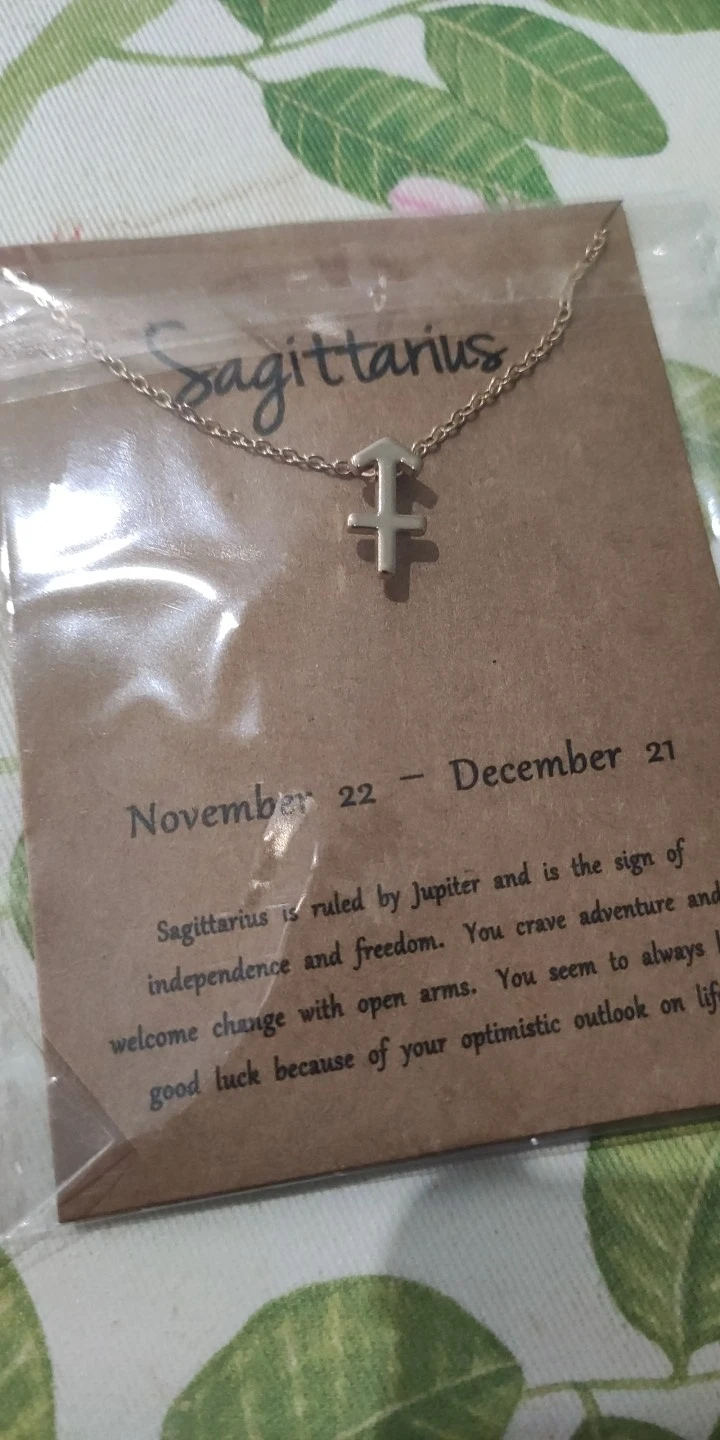 Sagittarius
November 22 – December 21
Sagittarius is ruled by Jupiter and is the sign of
independence and freedom. You crave adventure and
welcome change with open arms. You seem to always
good luck because of your optimistic outlook on